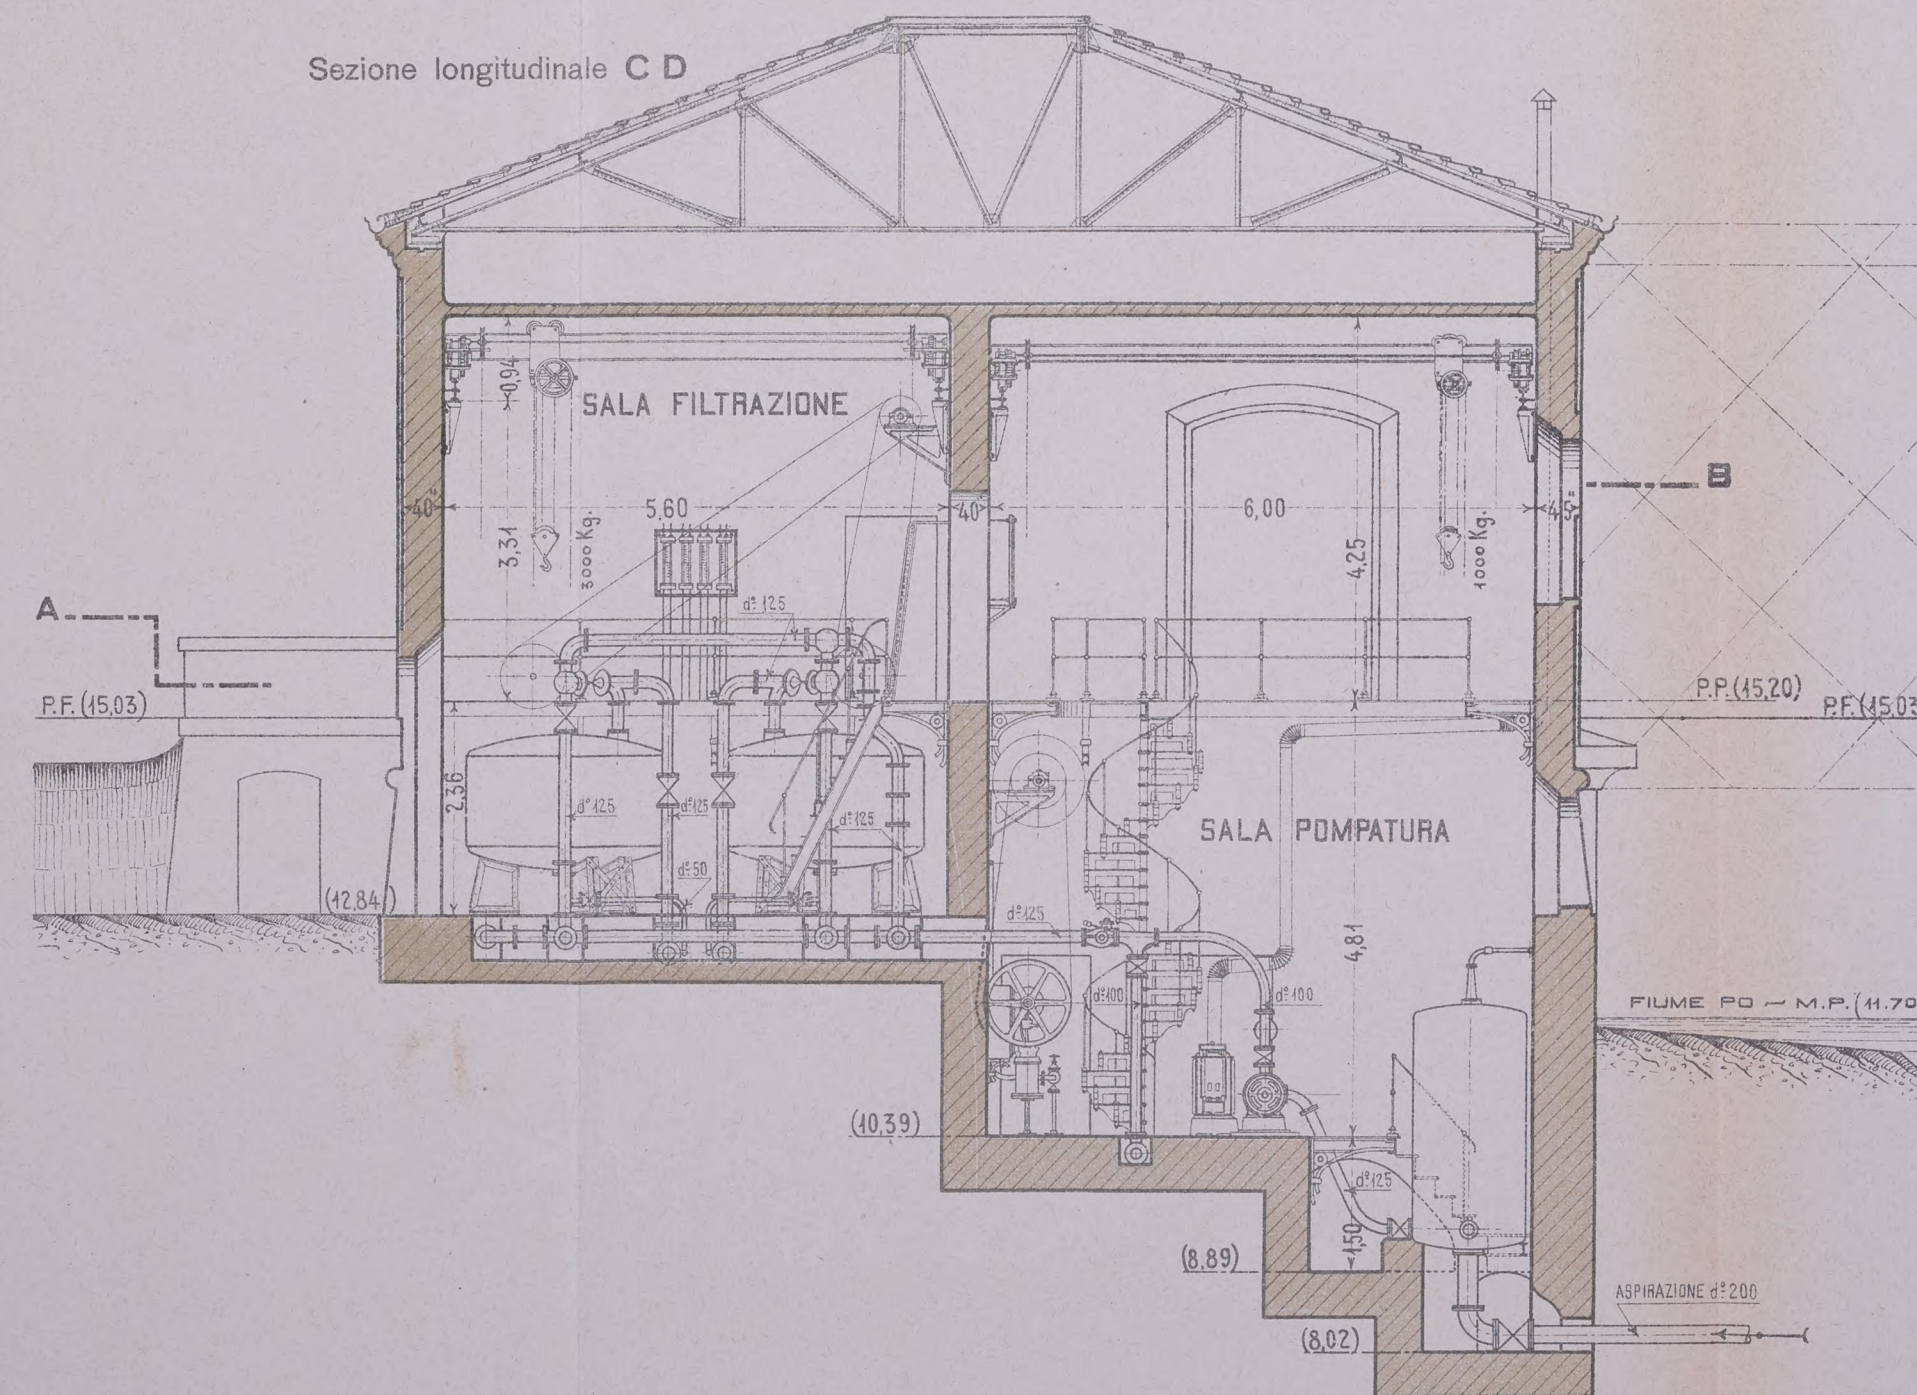 Sezione longitudinale C D
0,94
SALA FILTRAZIONE
B
40
5,60
40
6,00
45
3,31
3000 Kg.
4,25
1000 Kg.
A
d.º 125
P.F. (15,03)
P.P. (15,20)
P.F. (15,03
2,36
d.º 125
d.º 125
d.º 125
SALA POMPATURA
d.º 50
(12,84)
d.º 125
4,81
d.º 100
d.º 100
FIUME PO — M.P. (11.70
(10,39)
d.º 125
1,50
(8,89)
ASPIRAZIONE d.º 200
(8,02)